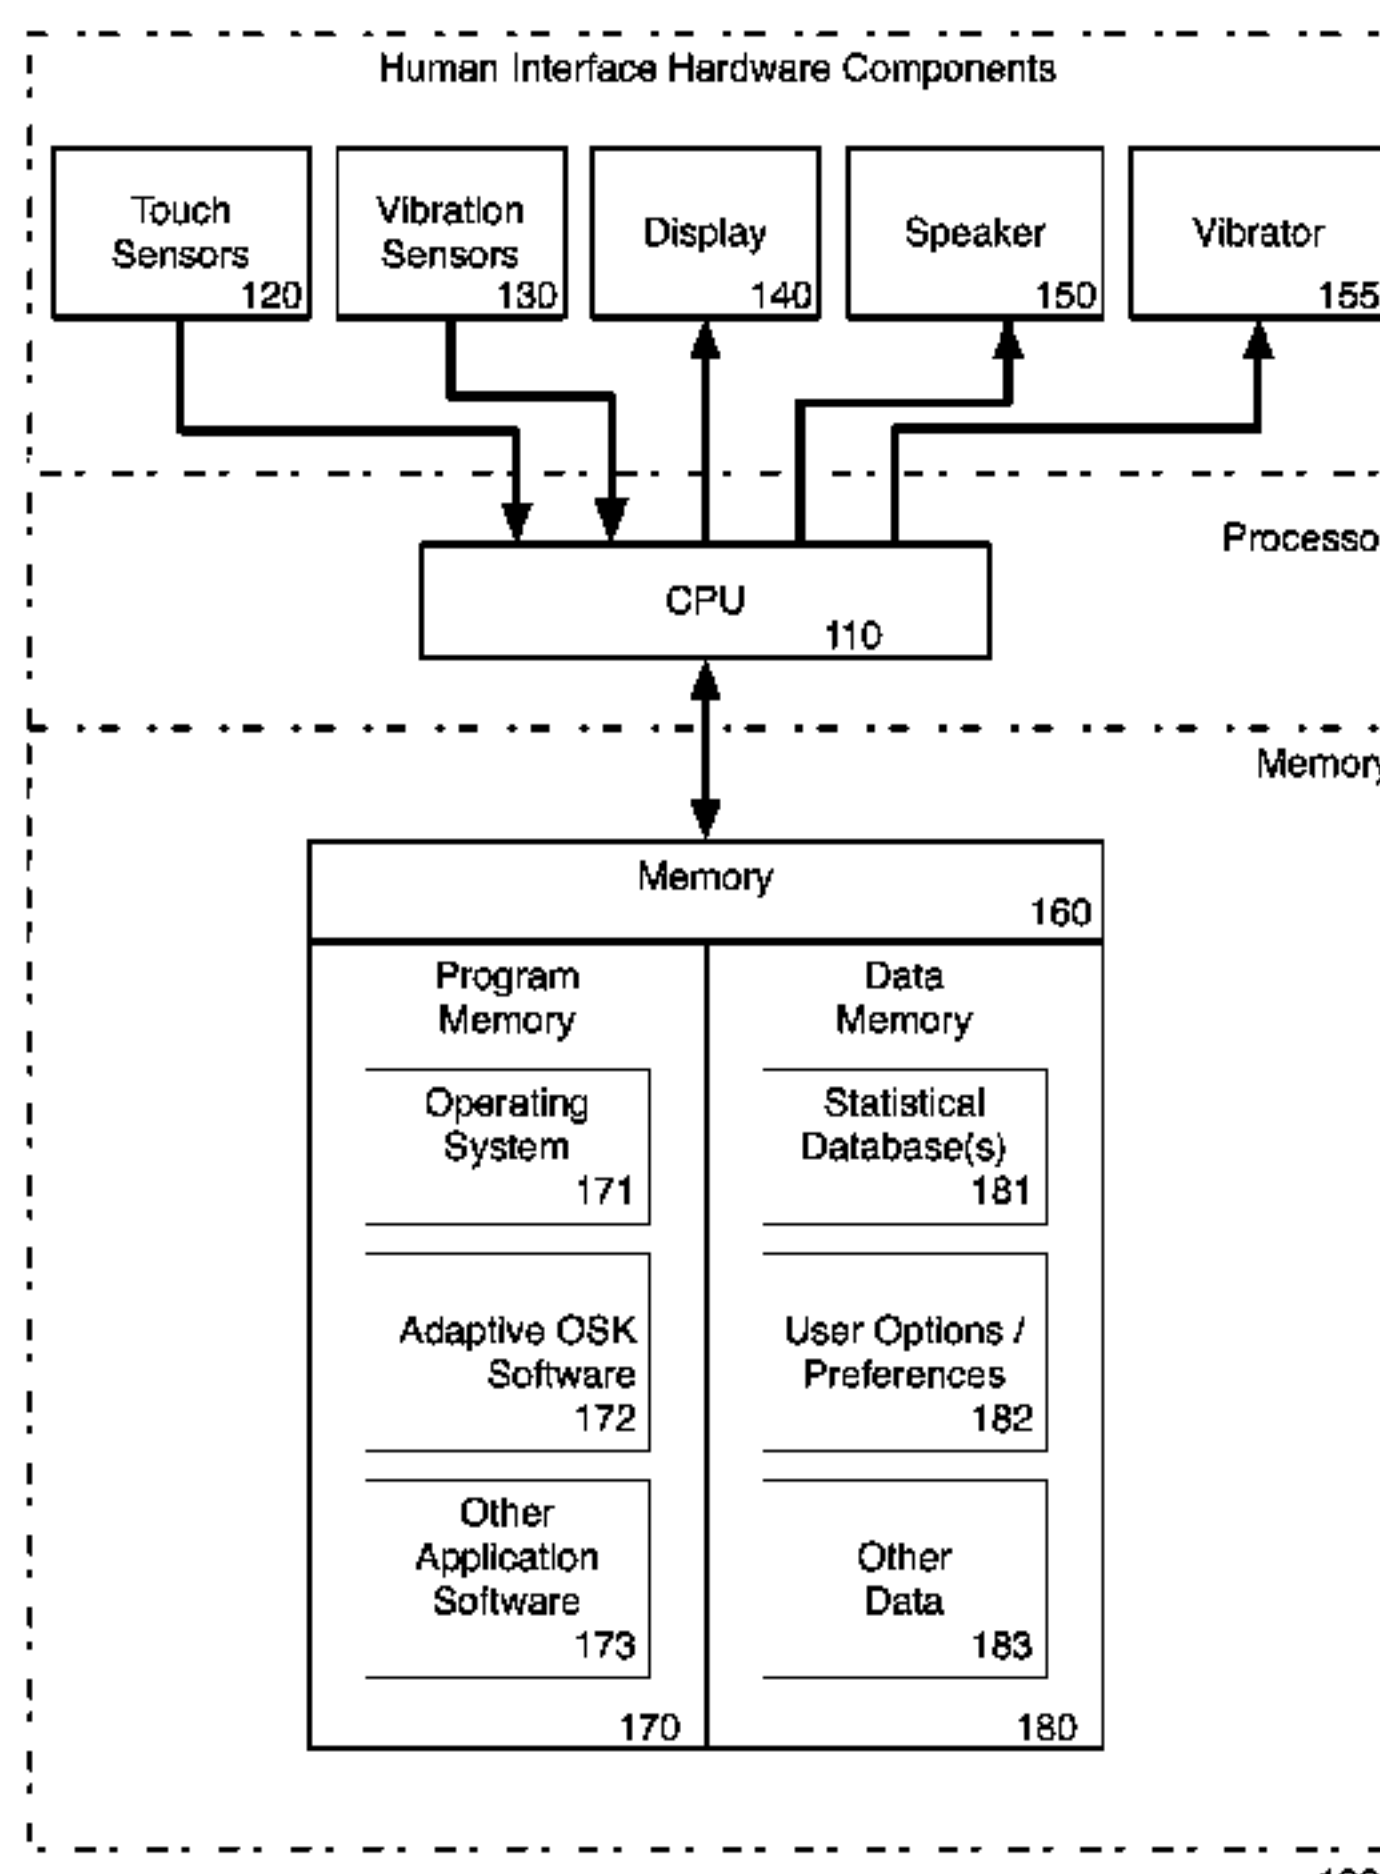 Human Interface Hardware Components
Touch
Sensors
120
Vibration
Sensors
130
Display
140
Speaker
150
Vibrator
155
Processo
CPU
110
Memory
Memory
160
Program
Memory
Operating
System
171
Adaptive OSK
Software
172
Other
Application
Software
173
170
Data
Memory
Statistical
Database(s)
181
User Options /
Preferences
182
Other
Data
183
180